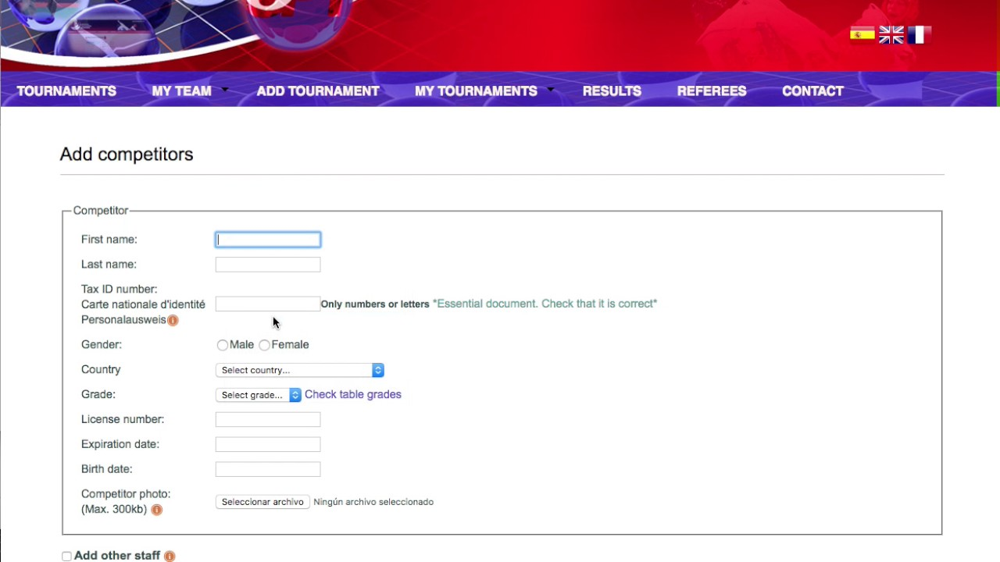 TOURNAMENTS MY TEAM ADD TOURNAMENT MY TOURNAMENTS RESULTS REFEREES CONTACT
Add competitors
Competitor
First name:
Last name:
Tax ID number:
Carte nationale d'identité Only numbers or letters *Essential document. Check that it is correct*
Personalausweis
Gender: Male Female
Country Select country...
Grade: Select grade... Check table grades
License number:
Expiration date:
Birth date:
Competitor photo:
(Max. 300kb) Seleccionar archivo Ningún archivo seleccionado
Add other staff